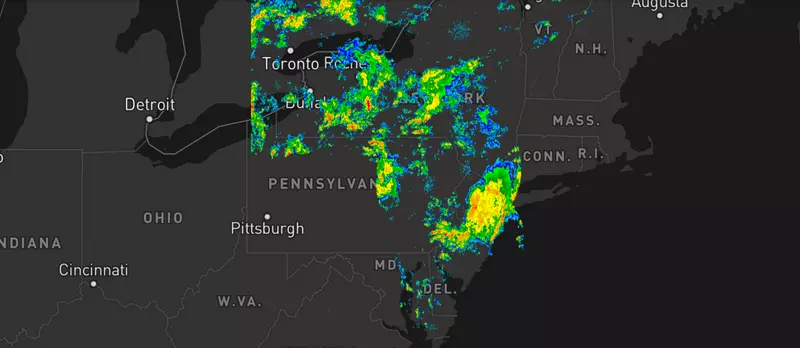 Augusta
VT.
N.H.
Toronto
Detroit
MASS.
CONN.
R.I.
PENNSYLVAN
OHIO
Pittsburgh
NDIANA
MD
Cincinnati
DEL.
W.VA.